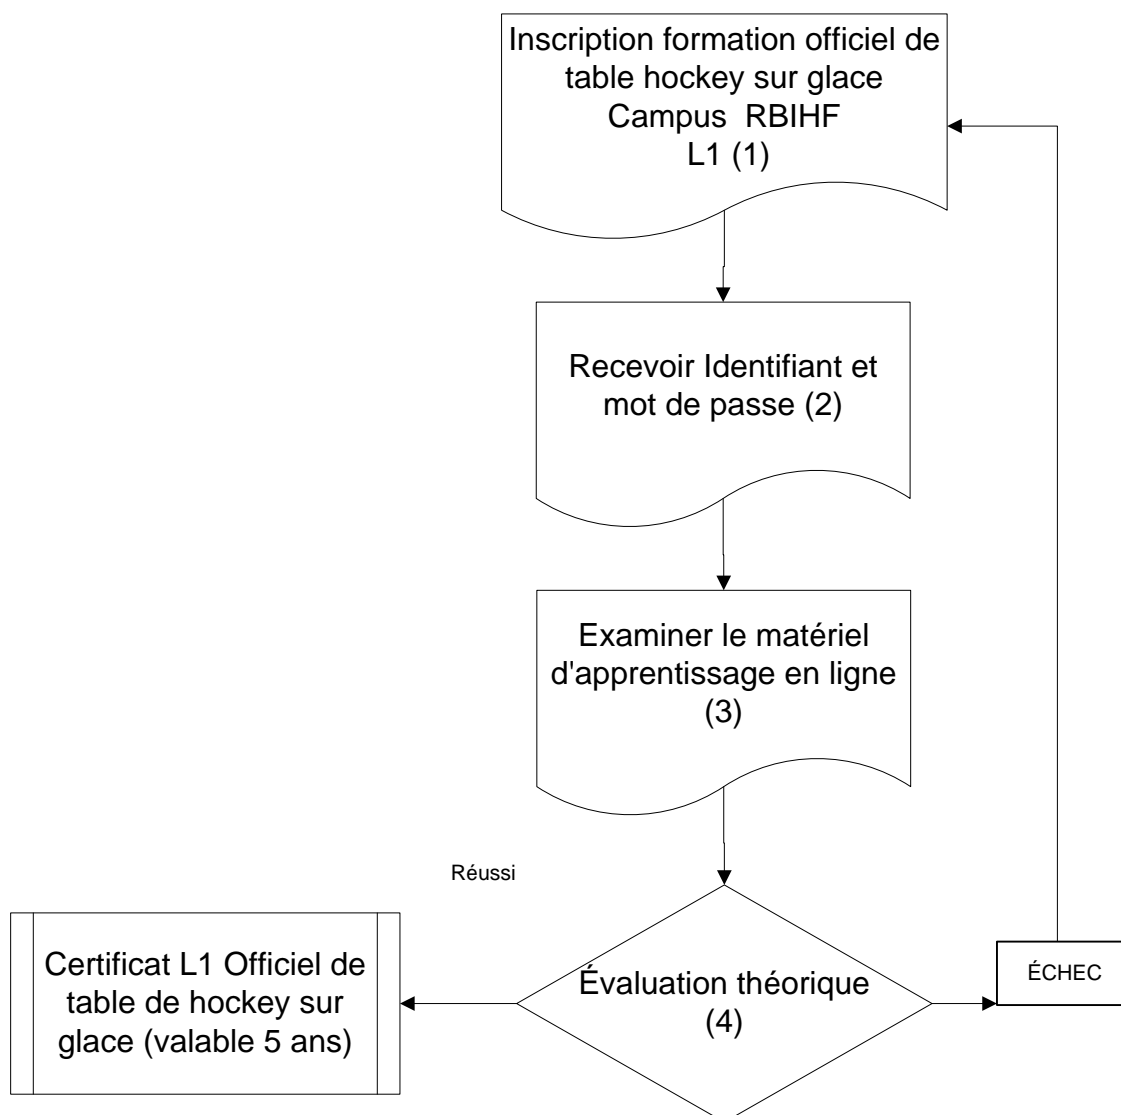 Inscription formation officiel de
table hockey sur glace
Campus RBIHF
L1 (1)
Recevoir Identifiant et
mot de passe (2)
Examiner le matériel
d'apprentissage en ligne
(3)
Réussi
Certificat L1 Officiel de
table de hockey sur
glace (valable 5 ans)
Évaluation théorique
(4)
ÉCHEC